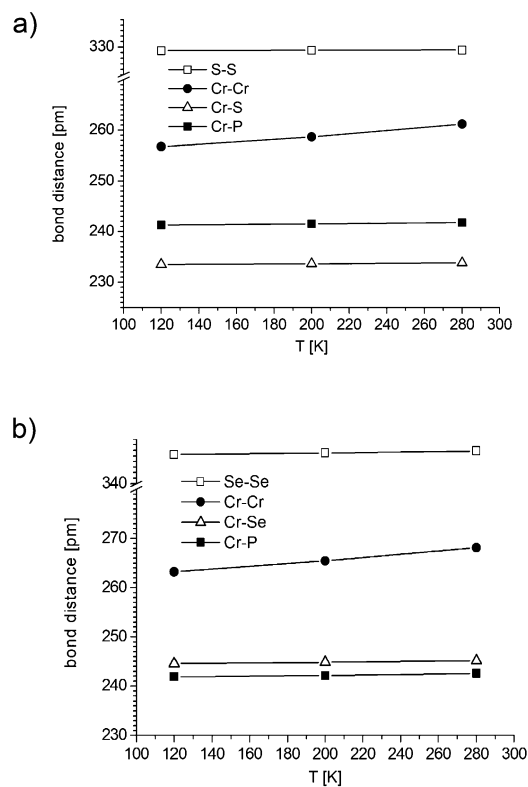 a)
330
S-S
Cr-Cr
Cr-S
Cr-P
260
250
240
230
bond distance [pm]
100 120 140 160 180 200 220 240 260 280 300
T [K]
b)
340
Se-Se
Cr-Cr
Cr-Se
Cr-P
270
260
250
240
230
bond distance [pm]
100 120 140 160 180 200 220 240 260 280 300
T [K]